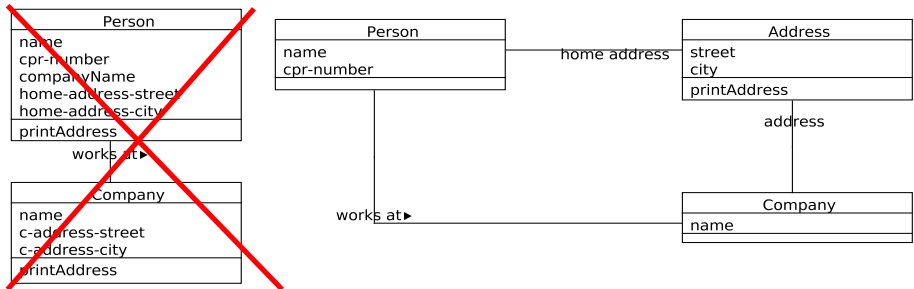 Person
name
cpr-number
companyName
home-address-street
home-address-city
printAddress
works at▶
Company
name
c-address-street
c-address-city
printAddress
Person
name
cpr-number
home address
Address
street
city
printAddress
address
works at▶
Company
name